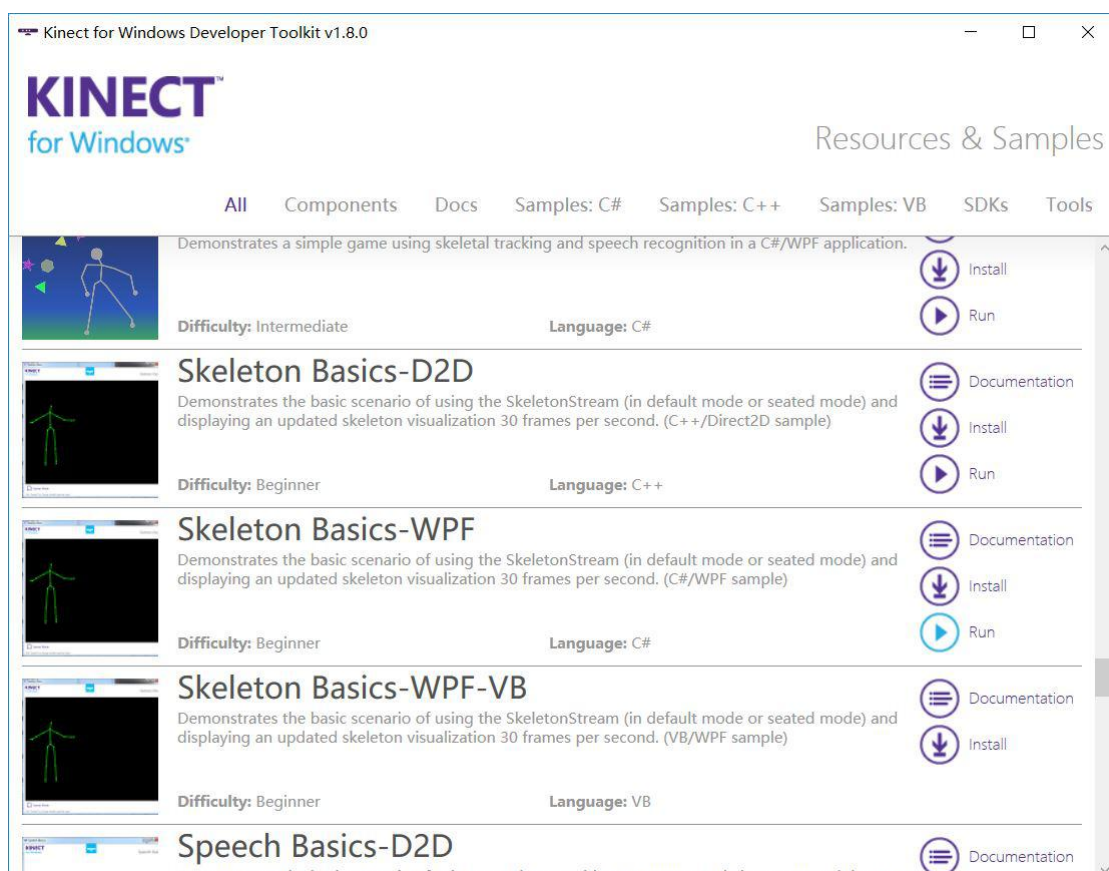 Kinect for Windows Developer Toolkit v1.8.0
KINECT™
for Windows®
Resources & Samples
All Components Docs Samples: C# Samples: C++ Samples: VB SDKs Tools
Demonstrates a simple game using skeletal tracking and speech recognition in a C#/WPF application.
Install
Run
Difficulty: Intermediate Language: C#
Skeleton Basics-D2D
Documentation
Demonstrates the basic scenario of using the SkeletonStream (in default mode or seated mode) and
displaying an updated skeleton visualization 30 frames per second. (C++/Direct2D sample)
Install
Run
Difficulty: Beginner Language: C++
Skeleton Basics-WPF
Documentation
Demonstrates the basic scenario of using the SkeletonStream (in default mode or seated mode) and
displaying an updated skeleton visualization 30 frames per second. (C#/WPF sample)
Install
Run
Difficulty: Beginner Language: C#
Skeleton Basics-WPF-VB
Documentation
Demonstrates the basic scenario of using the SkeletonStream (in default mode or seated mode) and
displaying an updated skeleton visualization 30 frames per second. (VB/WPF sample)
Install
Difficulty: Beginner Language: VB
Speech Basics-D2D
Documentation